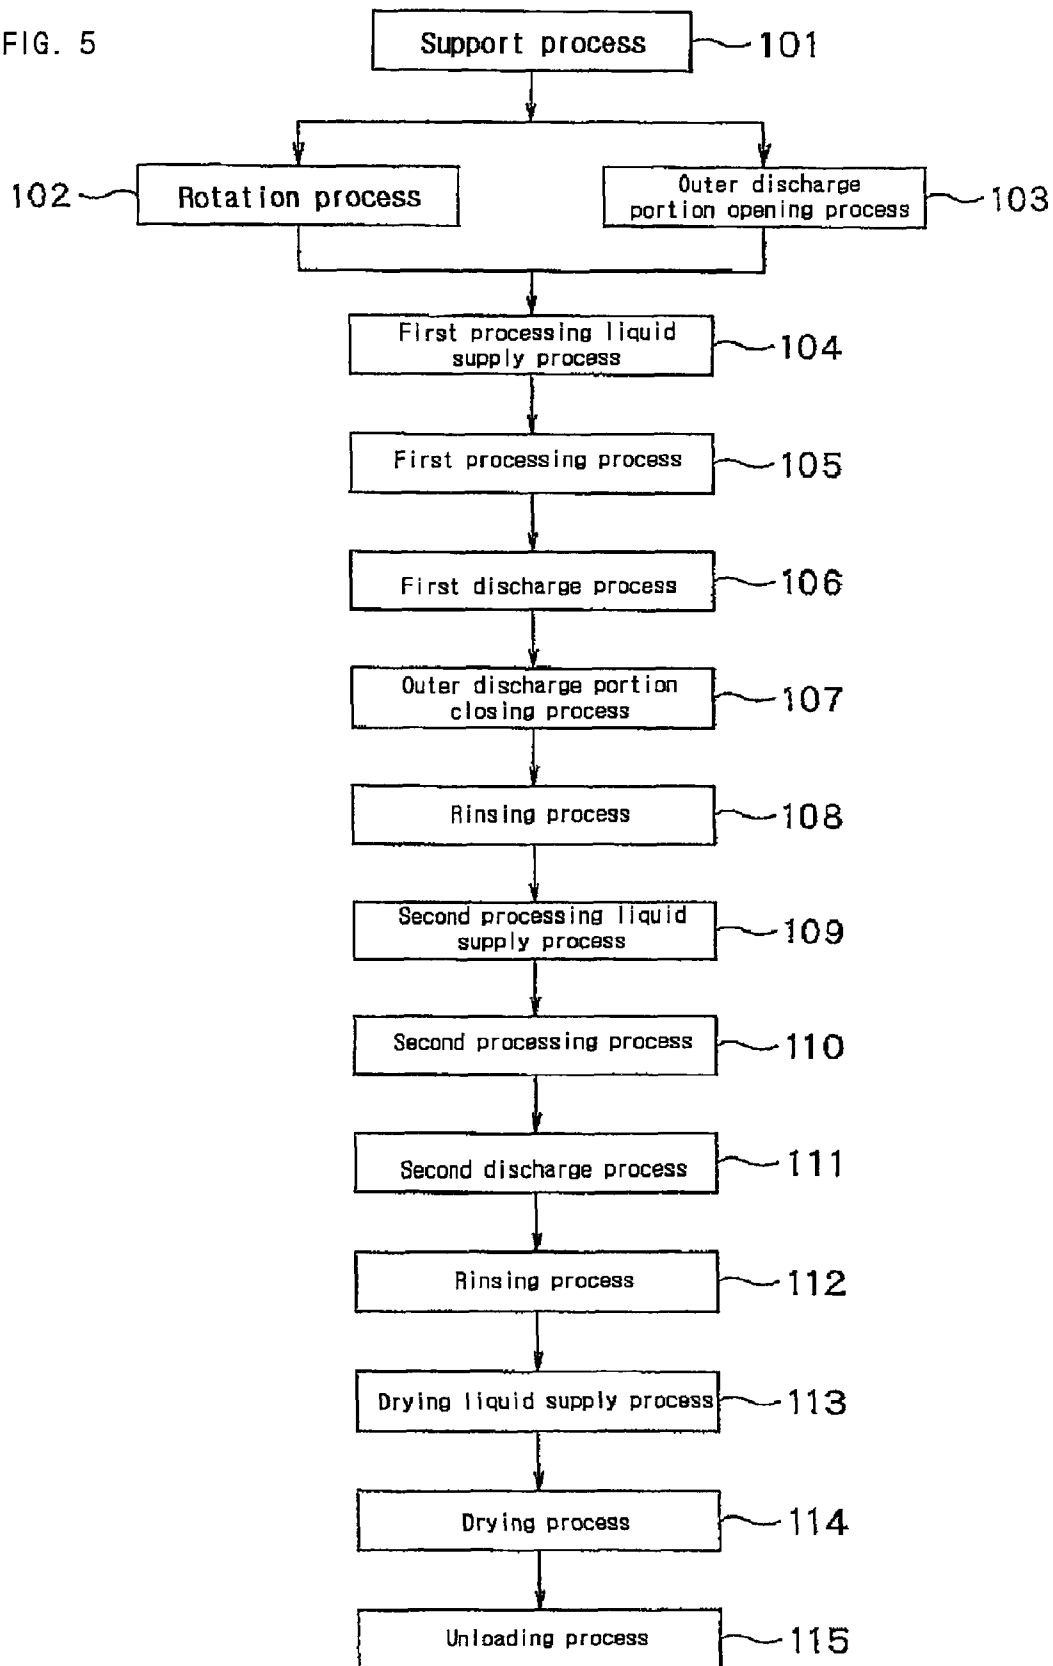 FIG. 5
Support process
101
102
Rotation process
Outer discharge
portion opening process
103
First processing liquid
supply process
104
First processing process
105
First discharge process
106
Outer discharge portion
closing process
107
Rinsing process
108
Second processing liquid
supply process
109
Second processing process
110
Second discharge process
111
Rinsing process
112
Drying liquid supply process
113
Drying process
114
Unloading process
115